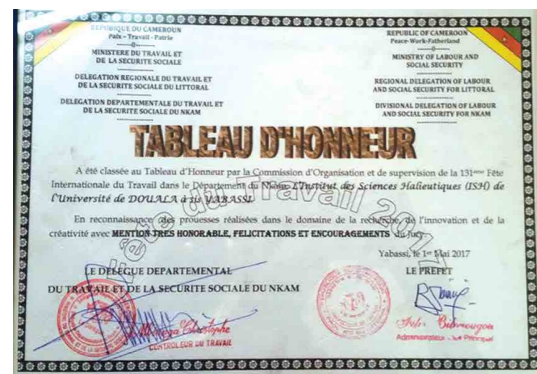 REPUBLIQUE DU CAMEROUN
Paix - Travail - Patrie
MINISTERE DU TRAVAIL ET
DE LA SECURITE SOCIALE
DELEGATION REGIONALE DU TRAVAIL ET
DE LA SECURITE SOCIALE DU LITTORAL
DELEGATION DEPARTEMENTALE DU TRAVAIL ET
DE LA SECURITE SOCIALE DU NKAM
REPUBLIC OF CAMEROON
Peace-Work-Fatherland
MINISTRY OF LABOUR AND
SOCIAL SECURITY
REGIONAL DELEGATION OF LABOUR
AND SOCIAL SECURITY FOR LITTORAL
DIVISIONAL DELEGATION OF LABOUR
AND SOCIAL SECURITY FOR NKAM
TABLEAU D'HONNEUR
A été classée au Tableau d'Honneur par la Commission d'Organisation et de supervision de la 131ème Fête
Internationale du Travail dans le Département du Nkam: L'Institut des Sciences Halieutiques (ISH) de
l'Université de DOUALA à sis YABASSI.
En reconnaissance des prouesses réalisées dans le domaine de la recherche, de l'innovation et de la
créativité avec MENTION TRES HONORABLE, FELICITATIONS ET ENCOURAGEMENTS du Jury.
Fête du Travail 2017
Yabassi, le 1er Mai 2017
LE DELEGUE DEPARTEMENTAL
DU TRAVAIL ET DE LA SECURITE SOCIALE DU NKAM
LE PREFET
Christophe
CONTROLEUR DU TRAVAIL
Administrateur Principal